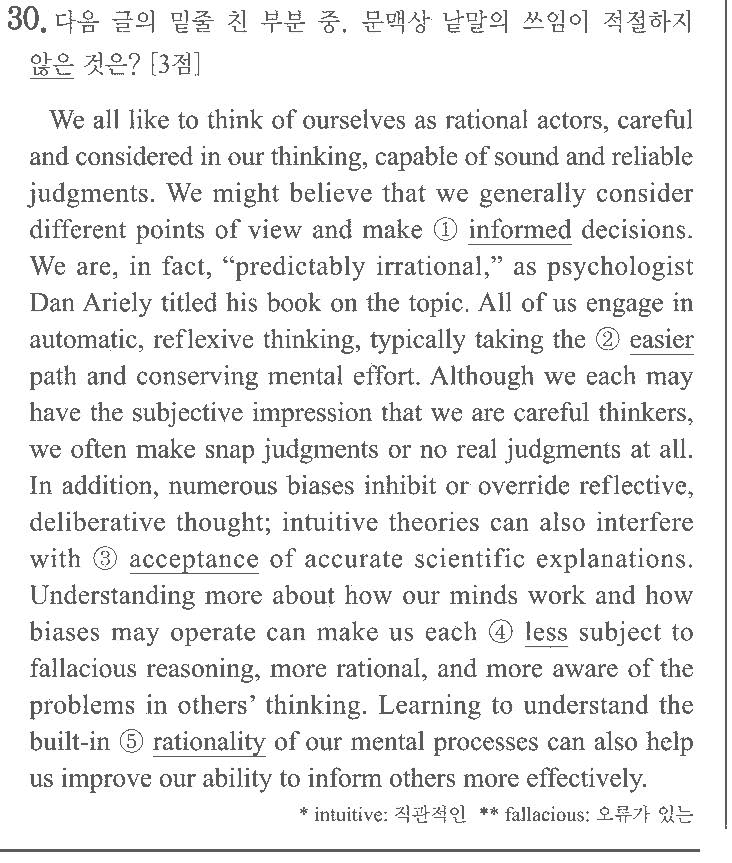 30. 다음 글의 밑줄 친 부분 중, 문맥상 낱말의 쓰임이 적절하지
않은 것은? [3점]
We all like to think of ourselves as rational actors, careful
and considered in our thinking, capable of sound and reliable
judgments. We might believe that we generally consider
different points of view and make ① informed decisions.
We are, in fact, “predictably irrational,” as psychologist
Dan Ariely titled his book on the topic. All of us engage in
automatic, reflexive thinking, typically taking the ② easier
path and conserving mental effort. Although we each may
have the subjective impression that we are careful thinkers,
we often make snap judgments or no real judgments at all.
In addition, numerous biases inhibit or override reflective,
deliberative thought; intuitive theories can also interfere
with ③ acceptance of accurate scientific explanations.
Understanding more about how our minds work and how
biases may operate can make us each ④ less subject to
fallacious reasoning, more rational, and more aware of the
problems in others’ thinking. Learning to understand the
built-in ⑤ rationality of our mental processes can also help
us improve our ability to inform others more effectively.
* intuitive: 직관적인 ** fallacious: 오류가 있는